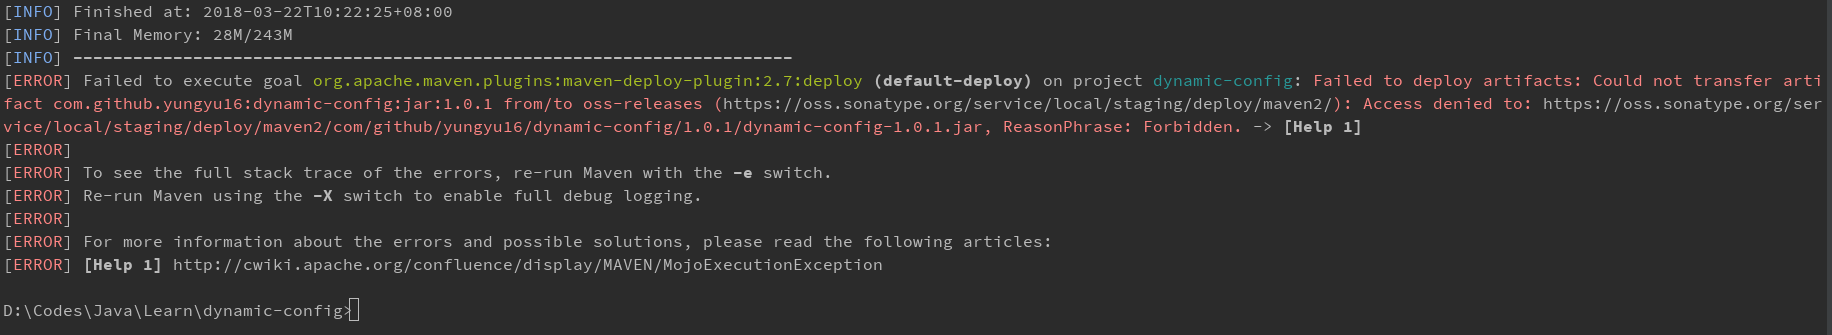 [INFO] Finished at: 2018-03-22T10:22:25+08:00
[INFO] Final Memory: 28M/243M
[INFO] ------------------------------------------------------------------------
[ERROR] Failed to execute goal org.apache.maven.plugins:maven-deploy-plugin:2.7:deploy (default-deploy) on project dynamic-config: Failed to deploy artifacts: Could not transfer arti
fact com.github.yungyu16:dynamic-config:jar:1.0.1 from/to oss-releases (https://oss.sonatype.org/service/local/staging/deploy/maven2/): Access denied to: https://oss.sonatype.org/ser
vice/local/staging/deploy/maven2/com/github/yungyu16/dynamic-config/1.0.1/dynamic-config-1.0.1.jar, ReasonPhrase: Forbidden. -> [Help 1]
[ERROR]
[ERROR] To see the full stack trace of the errors, re-run Maven with the -e switch.
[ERROR] Re-run Maven using the -X switch to enable full debug logging.
[ERROR]
[ERROR] For more information about the errors and possible solutions, please read the following articles:
[ERROR] [Help 1] http://cwiki.apache.org/confluence/display/MAVEN/MojoExecutionException
D:\Codes\Java\Learn\dynamic-config>